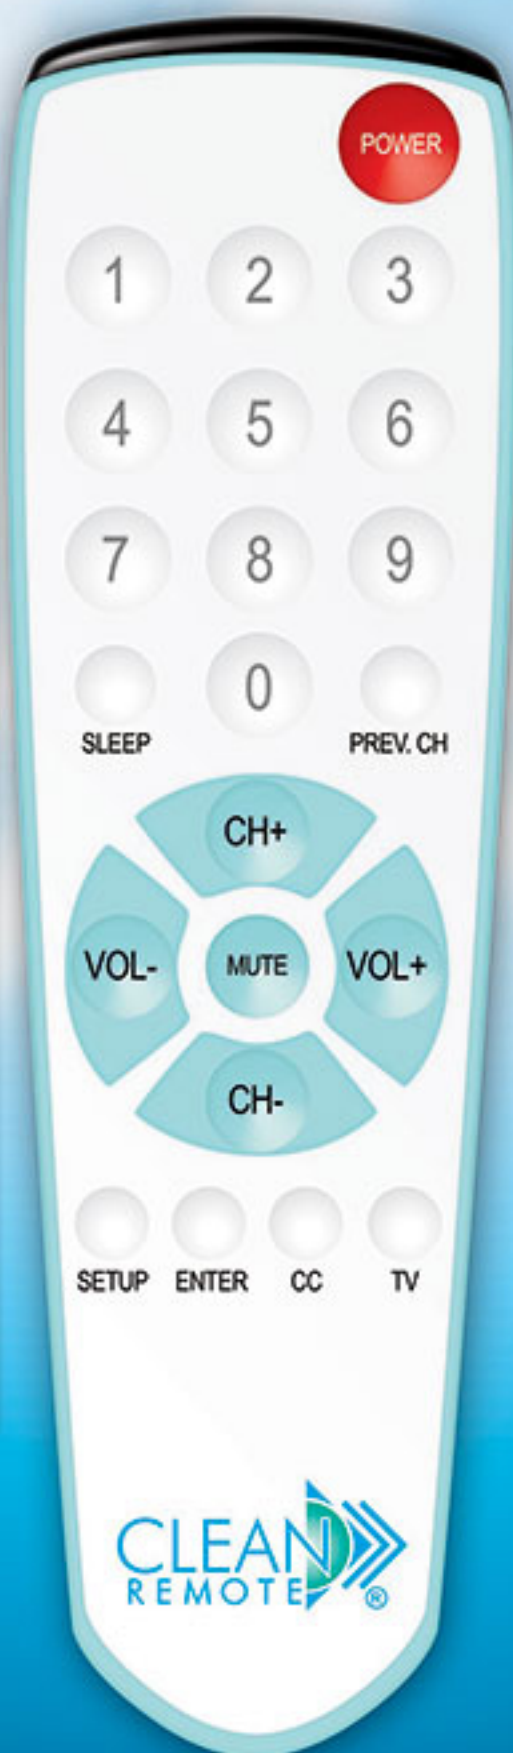 POWER
1 2 3
4 5 6
7 8 9
0
SLEEP PREV. CH
CH+
VOL- MUTE VOL+
CH-
SETUP ENTER CC TV
CLEAN
REMOTE ®